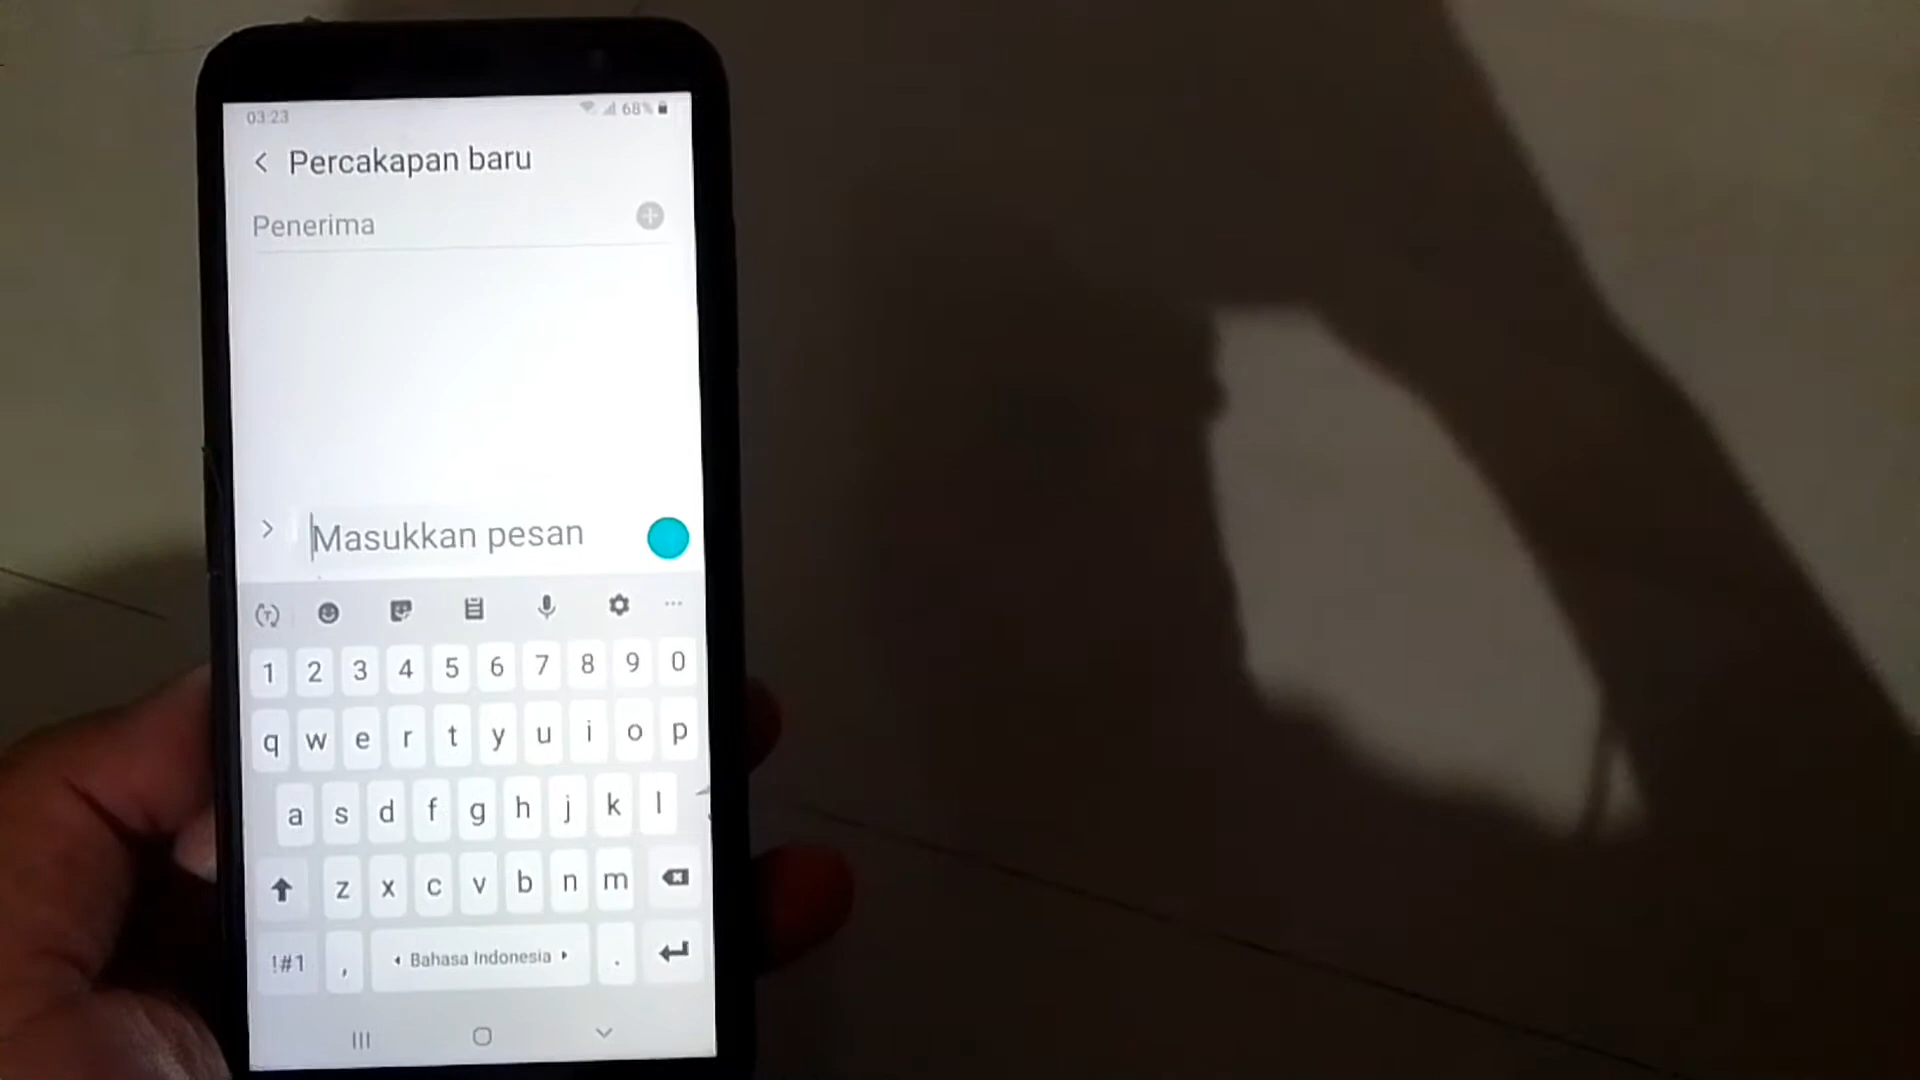 03:23 68%
Percakapan baru
Penerima
Masukkan pesan
1 2 3 4 5 6 7 8 9 0
q w e r t y u i o p
a s d f g h j k l
z x c v b n m
!#1 , Bahasa Indonesia .